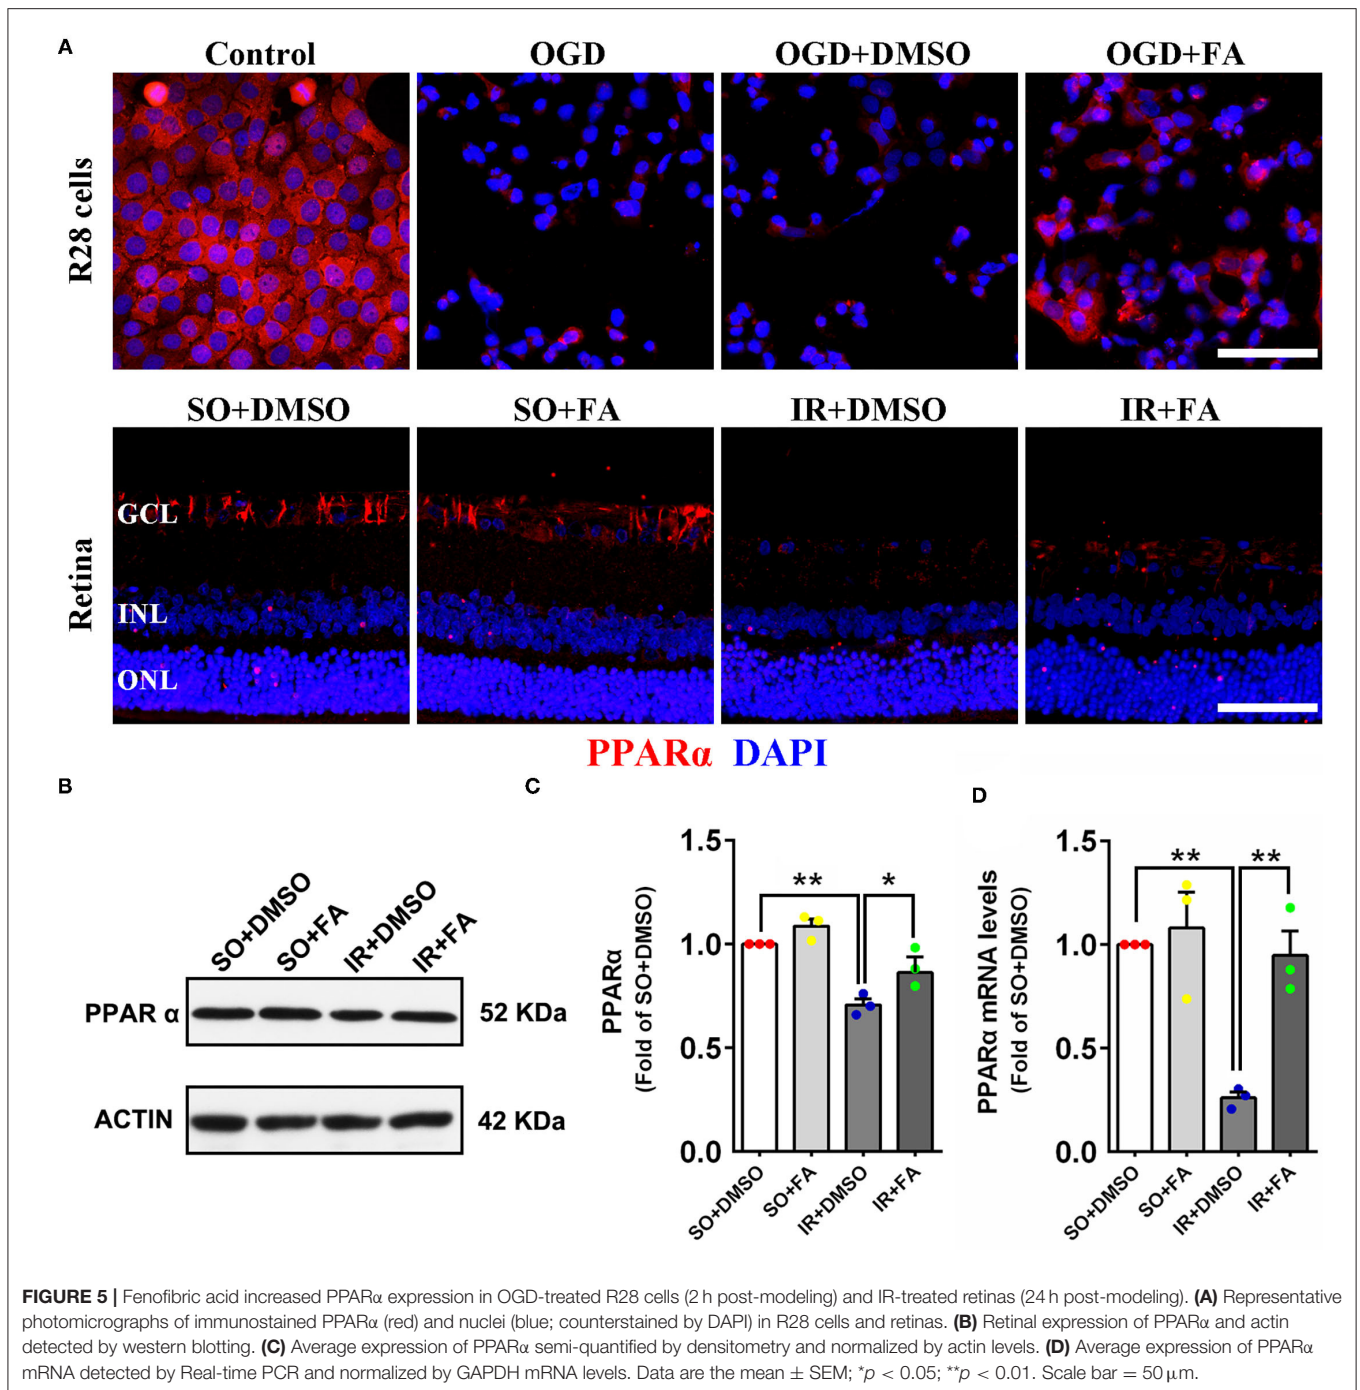 A
Control
OGD
OGD+DMSO
OGD+FA
R28 cells
SO+DMSO
SO+FA
IR+DMSO
IR+FA
Retina
GCL
INL
ONL
PPARα DAPI
B
SO+DMSO
SO+FA
IR+DMSO
IR+FA
PPAR α
52 KDa
ACTIN
42 KDa
C
PPARα
(Fold of SO+DMSO)
1.5
1.0
0.5
0.0
**
*
SO+DMSO
SO+FA
IR+DMSO
IR+FA
D
PPARα mRNA levels
(Fold of SO+DMSO)
1.5
1.0
0.5
0.0
**
**
SO+DMSO
SO+FA
IR+DMSO
IR+FA
FIGURE 5 | Fenofibric acid increased PPARα expression in OGD-treated R28 cells (2 h post-modeling) and IR-treated retinas (24 h post-modeling). (A) Representative
photomicrographs of immunostained PPARα (red) and nuclei (blue; counterstained by DAPI) in R28 cells and retinas. (B) Retinal expression of PPARα and actin
detected by western blotting. (C) Average expression of PPARα semi-quantified by densitometry and normalized by actin levels. (D) Average expression of PPARα
mRNA detected by Real-time PCR and normalized by GAPDH mRNA levels. Data are the mean ± SEM; *p < 0.05; **p < 0.01. Scale bar = 50 μm.